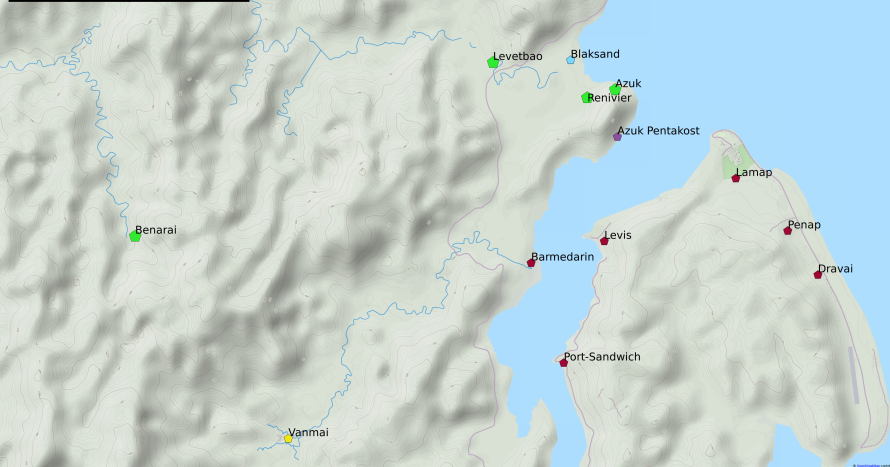 Levetbao
Blaksand
Azuk
Renivier
Azuk Pentakost
Lamap
Penap
Benarai
Levis
Barmedarin
Dravai
Port-Sandwich
Vanmai